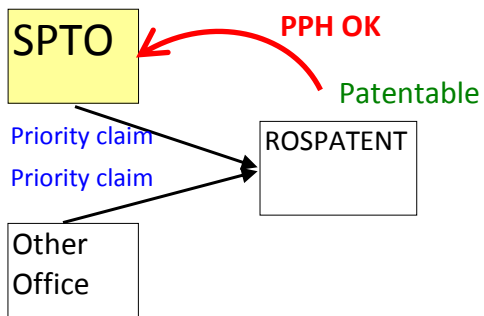 SPTO
PPH OK
Patentable
Priority claim
ROSPATENT
Priority claim
Other
Office